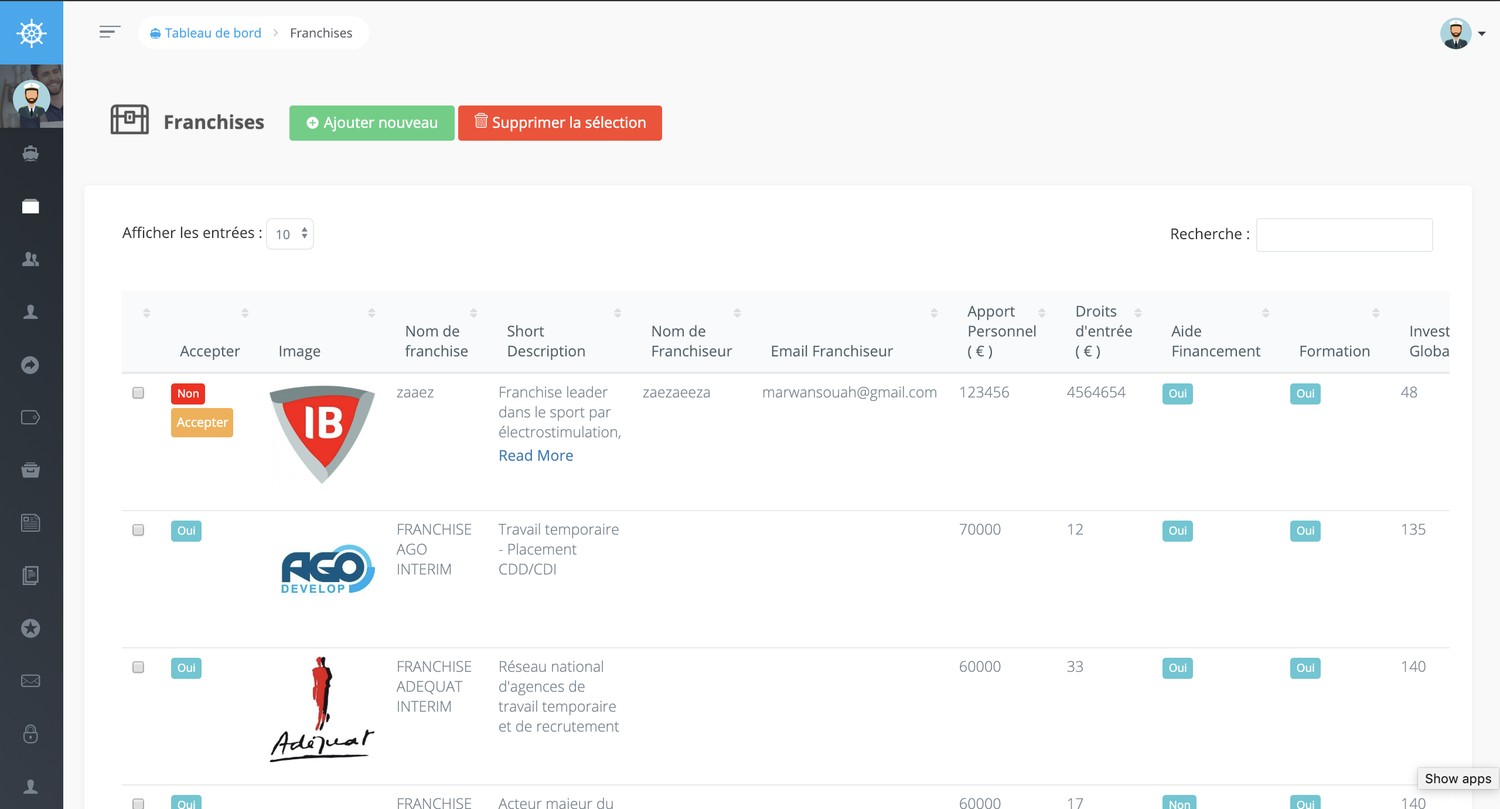 Tableau de bord > Franchises
Franchises
Ajouter nouveau
Supprimer la sélection
Afficher les entrées : 10
Recherche :
Accepter
Image
Nom de
franchise
Short
Description
Nom de
Franchiseur
Email Franchiseur
Apport
Personnel
( € )
Droits
d'entrée
( € )
Aide
Financement
Formation
Invest
Globa
Non
Accepter
IB
zaaez
Franchise leader
dans le sport par
électrostimulation,
Read More
zaezaeeza
marwansouah@gmail.com
123456
4564654
Oui
Oui
48
Oui
AGO
DEVELOP
FRANCHISE
AGO
INTERIM
Travail temporaire
- Placement
CDD/CDI
70000
12
Oui
Oui
135
Oui
Adéquat
FRANCHISE
ADEQUAT
INTERIM
Réseau national
d'agences de
travail temporaire
et de recrutement
60000
33
Oui
Oui
140
Oui
FRANCHISE
Acteur majeur du
60000
17
Non
Oui
140
Show apps